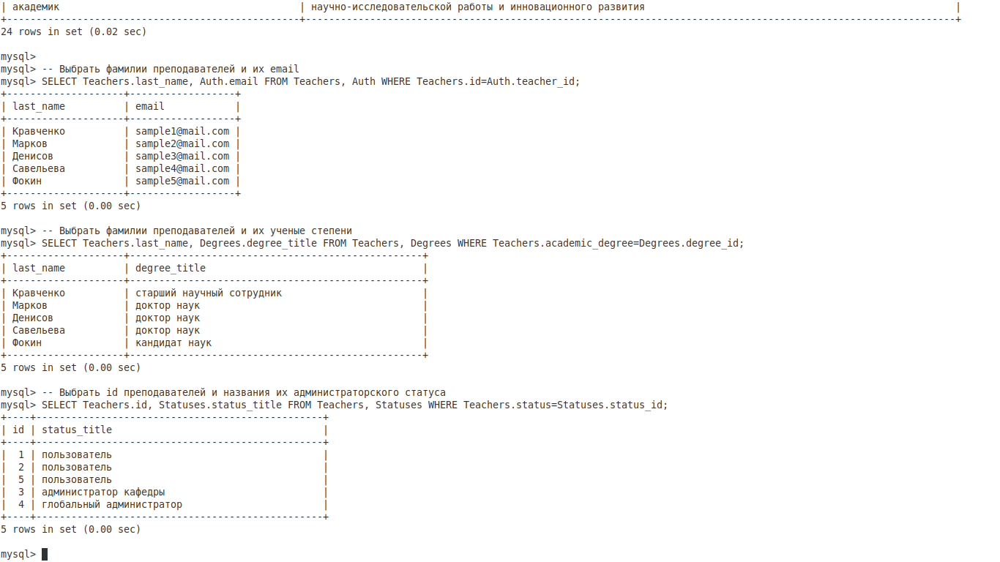 | академик                                         | научно-исследовательской работы и инновационного развития                                                     |
+--------------------------------------------------+---------------------------------------------------------------------------------------------------------------+
24 rows in set (0.02 sec)
mysql>
mysql> -- Выбрать фамилии преподавателей и их email
mysql> SELECT Teachers.last_name, Auth.email FROM Teachers, Auth WHERE Teachers.id=Auth.teacher_id;
+--------------------+------------------+
| last_name          | email            |
+--------------------+------------------+
| Кравченко          | sample1@mail.com |
| Марков             | sample2@mail.com |
| Денисов            | sample3@mail.com |
| Савельева          | sample4@mail.com |
| Фокин              | sample5@mail.com |
+--------------------+------------------+
5 rows in set (0.00 sec)
mysql> -- Выбрать фамилии преподавателей и их ученые степени
mysql> SELECT Teachers.last_name, Degrees.degree_title FROM Teachers, Degrees WHERE Teachers.academic_degree=Degrees.degree_id;
+--------------------+--------------------------------------------------+
| last_name          | degree_title                                     |
+--------------------+--------------------------------------------------+
| Кравченко          | старший научный сотрудник                        |
| Марков             | доктор наук                                      |
| Денисов            | доктор наук                                      |
| Савельева          | доктор наук                                      |
| Фокин              | кандидат наук                                    |
+--------------------+--------------------------------------------------+
5 rows in set (0.00 sec)
mysql> -- Выбрать id преподавателей и названия их администраторского статуса
mysql> SELECT Teachers.id, Statuses.status_title FROM Teachers, Statuses WHERE Teachers.status=Statuses.status_id;
+----+-------------------------------------------------+
| id | status_title                                    |
+----+-------------------------------------------------+
|  1 | пользователь                                    |
|  2 | пользователь                                    |
|  5 | пользователь                                    |
|  3 | администратор кафедры                           |
|  4 | глобальный администратор                        |
+----+-------------------------------------------------+
5 rows in set (0.00 sec)
mysql>